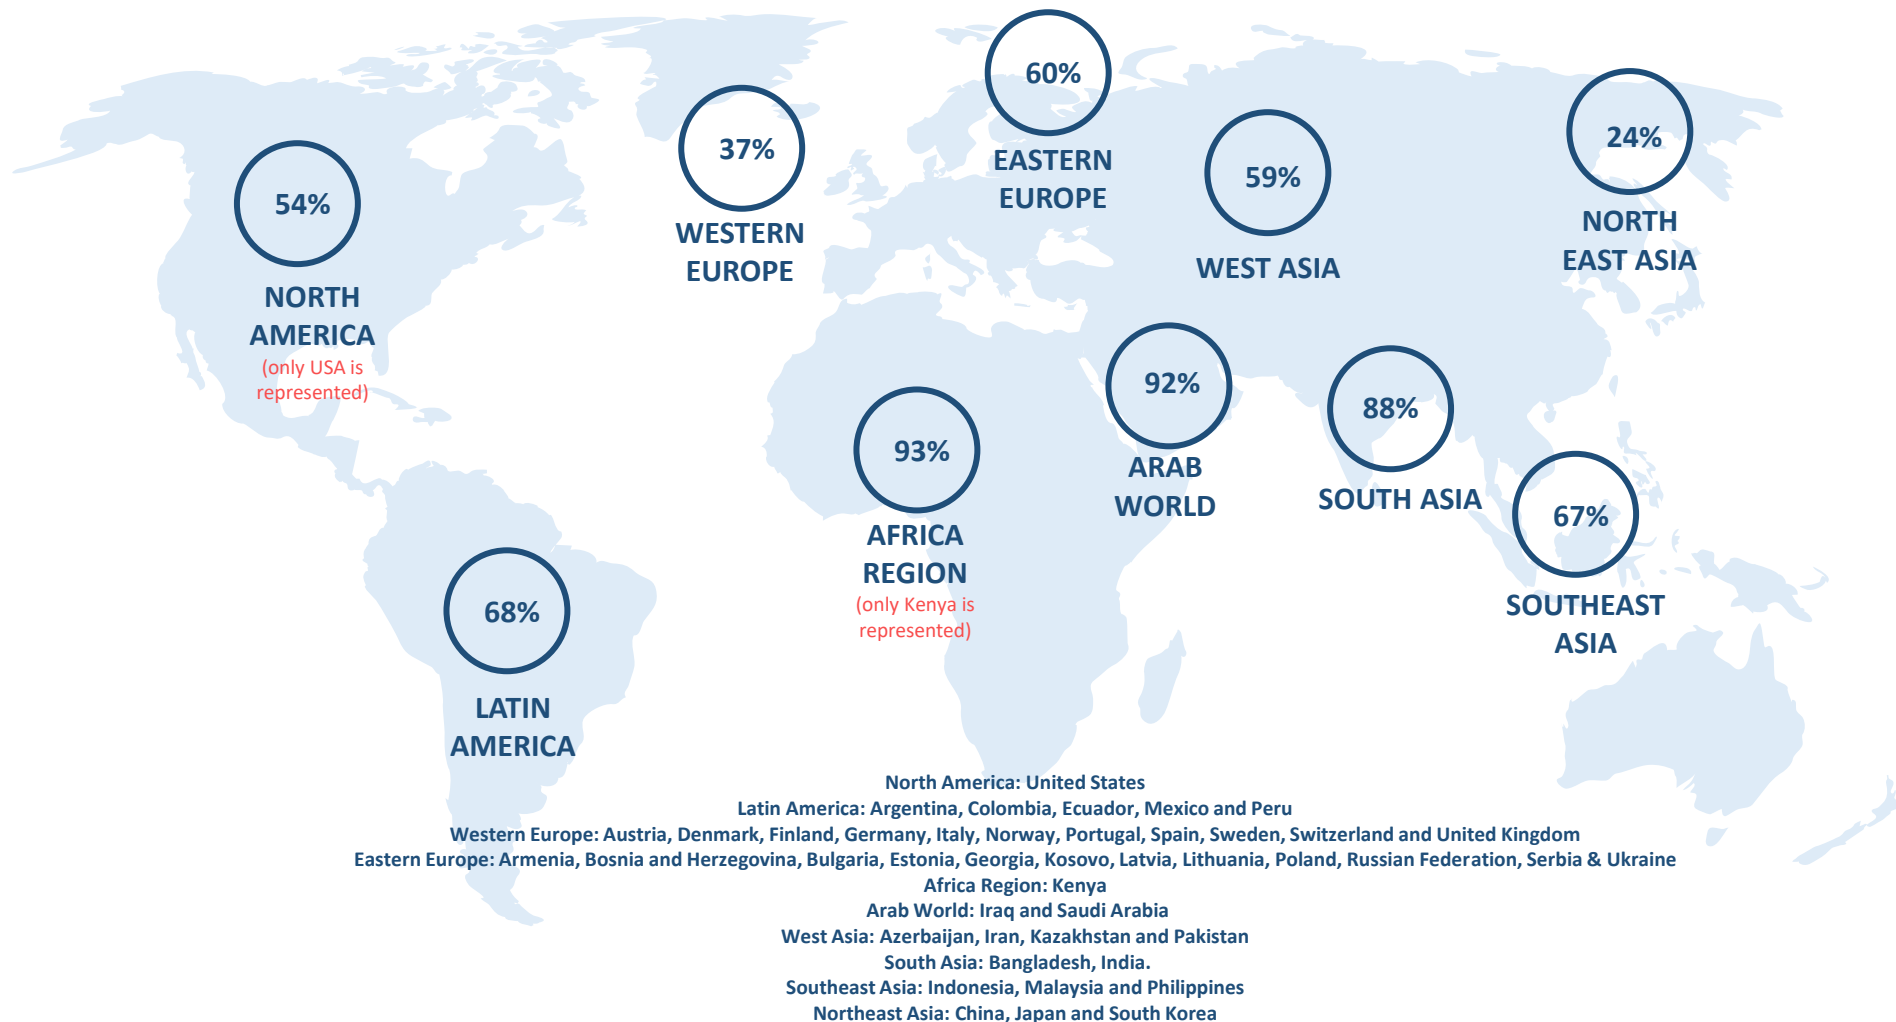 60%
EASTERN
EUROPE
24%
NORTH
EAST ASIA
37%
WESTERN
EUROPE
59%
WEST ASIA
54%
NORTH
AMERICA
(only USA is
represented)
92%
ARAB
WORLD
88%
SOUTH ASIA
93%
AFRICA
REGION
(only Kenya is
represented)
67%
SOUTHEAST
ASIA
68%
LATIN
AMERICA
North America: United States
Latin America: Argentina, Colombia, Ecuador, Mexico and Peru
Western Europe: Austria, Denmark, Finland, Germany, Italy, Norway, Portugal, Spain, Sweden, Switzerland and United Kingdom
Eastern Europe: Armenia, Bosnia and Herzegovina, Bulgaria, Estonia, Georgia, Kosovo, Latvia, Lithuania, Poland, Russian Federation, Serbia & Ukraine
Africa Region: Kenya
Arab World: Iraq and Saudi Arabia
West Asia: Azerbaijan, Iran, Kazakhstan and Pakistan
South Asia: Bangladesh, India.
Southeast Asia: Indonesia, Malaysia and Philippines
Northeast Asia: China, Japan and South Korea